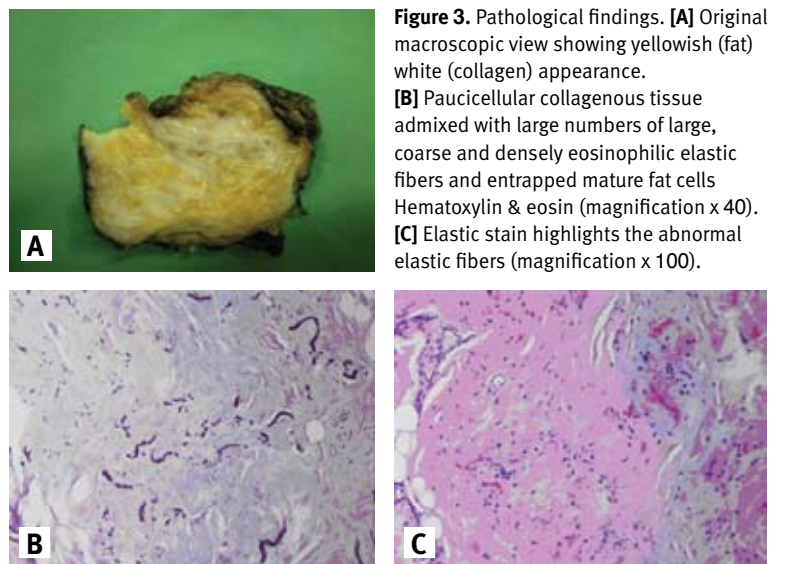 Figure 3. Pathological findings. [A] Original
macroscopic view showing yellowish (fat)
white (collagen) appearance.
[B] Paucicellular collagenous tissue
admixed with large numbers of large,
coarse and densely eosinophilic elastic
fibers and entrapped mature fat cells
Hematoxylin & eosin (magnification x 40).
[C] Elastic stain highlights the abnormal
elastic fibers (magnification x 100).
A
B
C